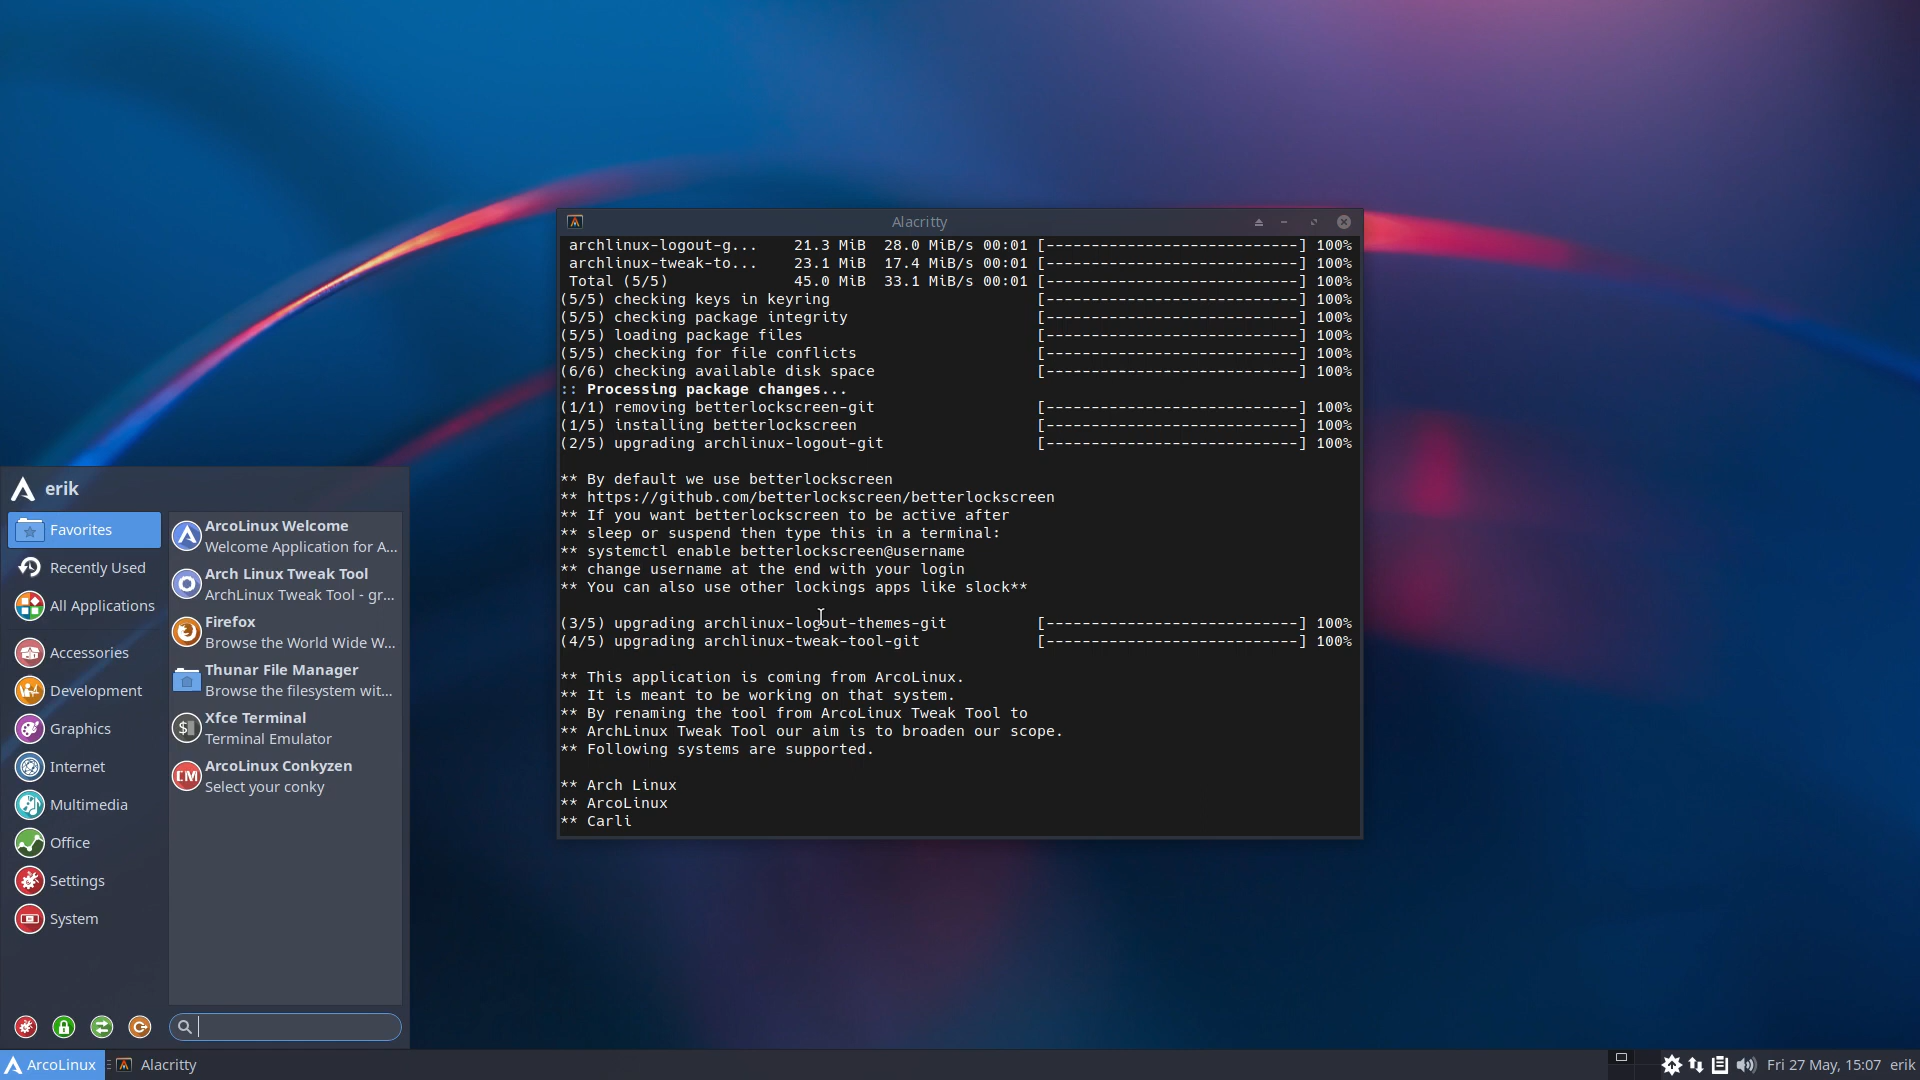 Alacritty
archlinux-logout-g... 21.3 MiB 28.0 MiB/s 00:01 [----------------------------] 100%
archlinux-tweak-to... 23.1 MiB 17.4 MiB/s 00:01 [----------------------------] 100%
Total (5/5) 45.0 MiB 33.1 MiB/s 00:01 [----------------------------] 100%
(5/5) checking keys in keyring [----------------------------] 100%
(5/5) checking package integrity [----------------------------] 100%
(5/5) loading package files [----------------------------] 100%
(5/5) checking for file conflicts [----------------------------] 100%
(6/6) checking available disk space [----------------------------] 100%
:: Processing package changes...
(1/1) removing betterlockscreen-git [----------------------------] 100%
(1/5) installing betterlockscreen [----------------------------] 100%
(2/5) upgrading archlinux-logout-git [----------------------------] 100%
** By default we use betterlockscreen
** https://github.com/betterlockscreen/betterlockscreen
** If you want betterlockscreen to be active after
** sleep or suspend then type this in a terminal:
** systemctl enable betterlockscreen@username
** change username at the end with your login
** You can also use other lockings apps like slock**
(3/5) upgrading archlinux-logout-themes-git [----------------------------] 100%
(4/5) upgrading archlinux-tweak-tool-git [----------------------------] 100%
** This application is coming from ArcoLinux.
** It is meant to be working on that system.
** By renaming the tool from ArcoLinux Tweak Tool to
** ArchLinux Tweak Tool our aim is to broaden our scope.
** Following systems are supported.
** Arch Linux
** ArcoLinux
** Carli
erik
Favorites
Recently Used
All Applications
Accessories
Development
Graphics
Internet
Multimedia
Office
Settings
System
ArcoLinux Welcome
Welcome Application for A...
Arch Linux Tweak Tool
ArchLinux Tweak Tool - gr...
Firefox
Browse the World Wide W...
Thunar File Manager
Browse the filesystem wit...
Xfce Terminal
Terminal Emulator
ArcoLinux Conkyzen
Select your conky
ArcoLinux
Alacritty
Fri 27 May, 15:07 erik